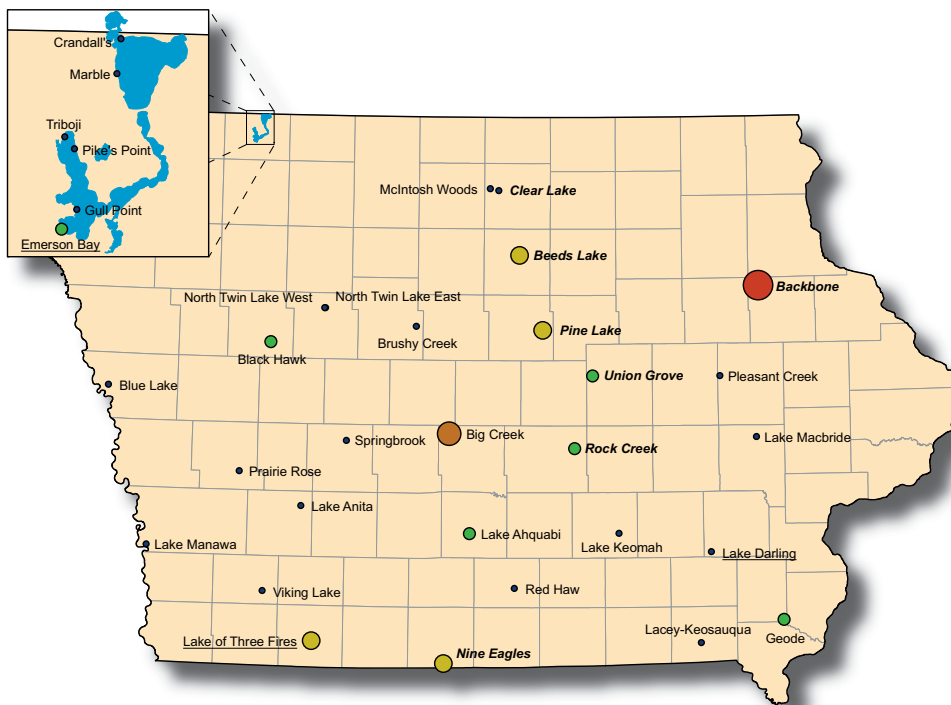 Crandall's
Marble
Triboji
Pike's Point
Gull Point
Emerson Bay
McIntosh Woods
Clear Lake
Beeds Lake
Backbone
North Twin Lake West
North Twin Lake East
Pine Lake
Brushy Creek
Black Hawk
Union Grove
Pleasant Creek
Blue Lake
Big Creek
Springbrook
Lake Macbride
Rock Creek
Prairie Rose
Lake Anita
Lake Ahquabi
Lake Manawa
Lake Keomah
Lake Darling
Viking Lake
Red Haw
Lacey-Keosauqua
Geode
Lake of Three Fires
Nine Eagles